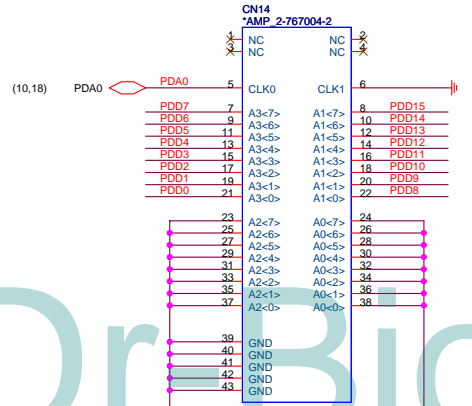 CN14
*AMP_2-767004-2
1 NC 2
3 NC 4
(10,18) PDA0 PDA0 5 CLK0 CLK1 6
PDD7 7 A3<7> A1<7> 8 PDD15
PDD6 9 A3<6> A1<6> 10 PDD14
PDD5 11 A3<5> A1<5> 12 PDD13
PDD4 13 A3<4> A1<4> 14 PDD12
PDD3 15 A3<3> A1<3> 16 PDD11
PDD2 17 A3<2> A1<2> 18 PDD10
PDD1 19 A3<1> A1<1> 20 PDD9
PDD0 21 A3<0> A1<0> 22 PDD8
23 A2<7> A0<7> 24
25 A2<6> A0<6> 26
27 A2<5> A0<5> 28
29 A2<4> A0<4> 30
31 A2<3> A0<3> 32
33 A2<2> A0<2> 34
35 A2<1> A0<1> 36
37 A2<0> A0<0> 38
39 GND
40 GND
41 GND
42 GND
43 GND
Dr-Bio